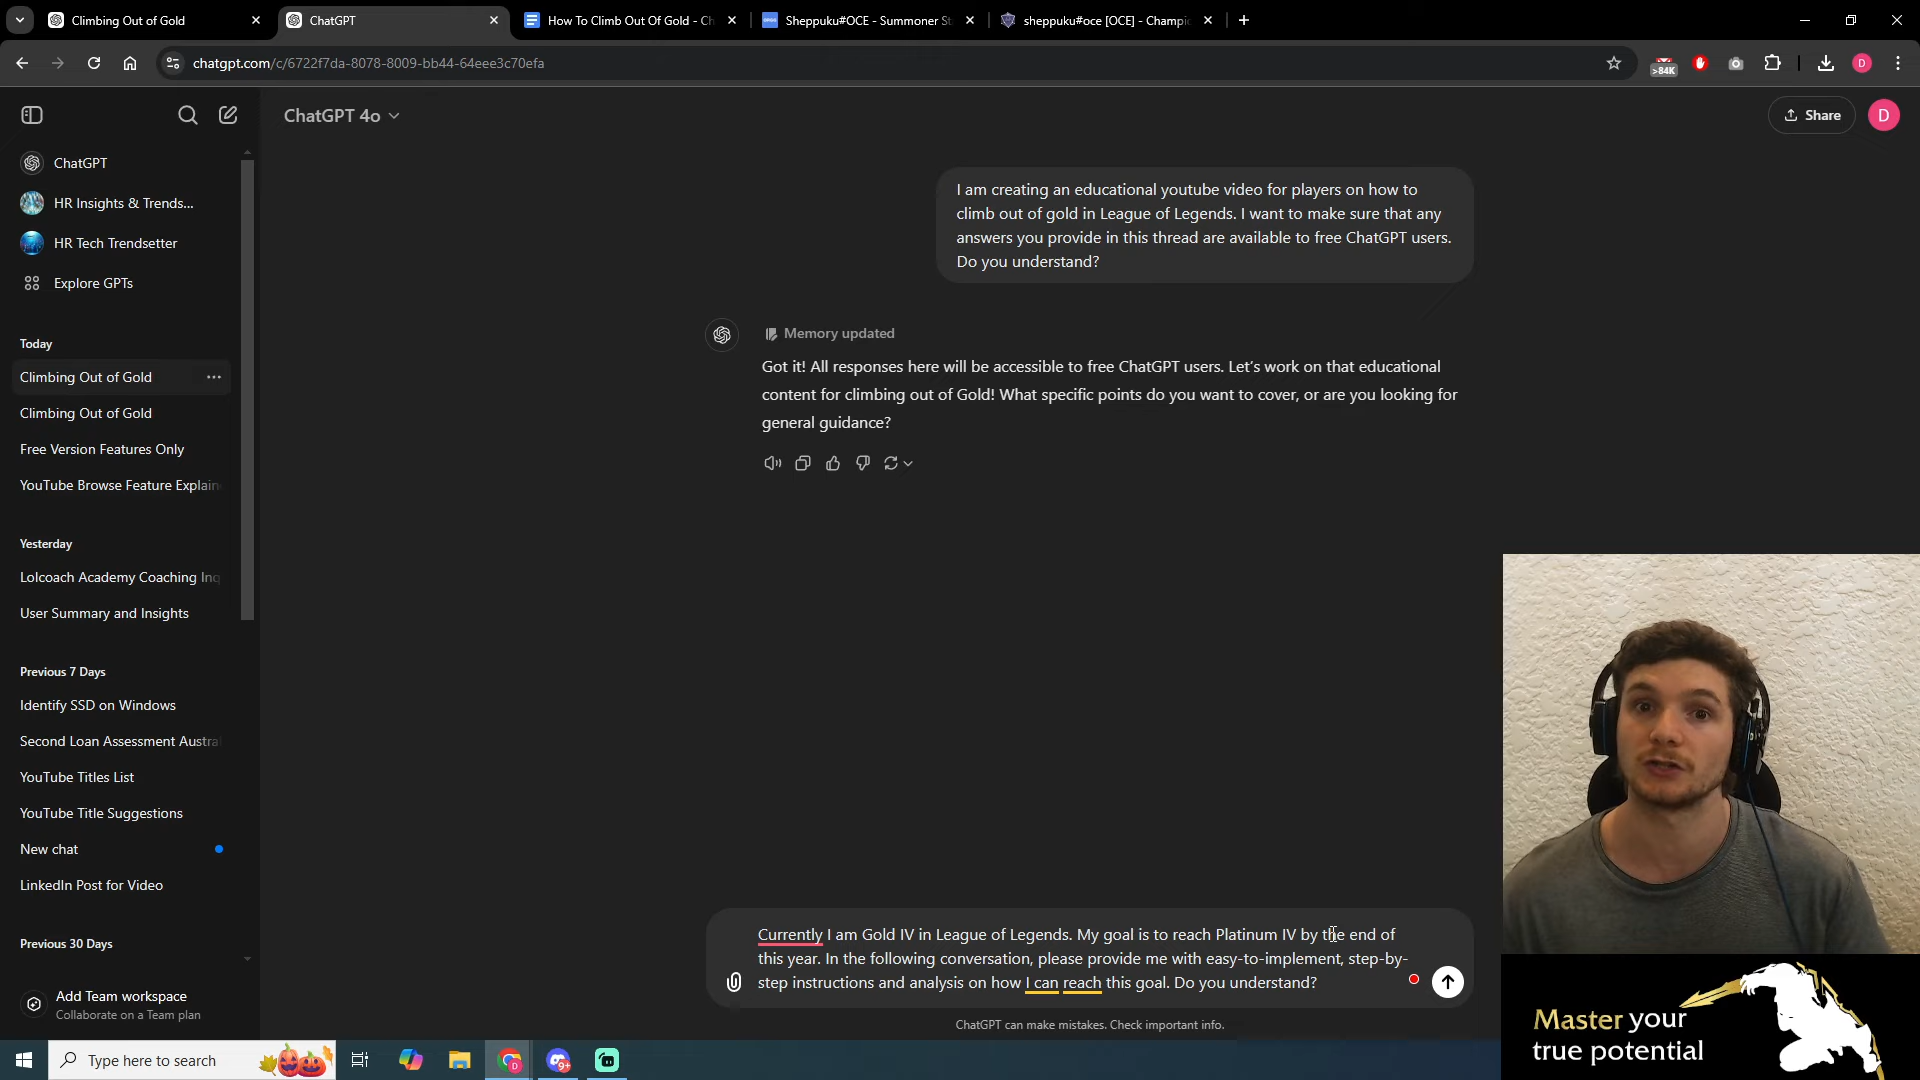 Climbing Out of Gold
ChatGPT
How To Climb Out Of Gold - Ch
Sheppuku#OCE - Summoner St
sheppuku#oce [OCE] - Champi
chatgpt.com/c/6722f7da-8078-8009-bb44-64eee3c70efa
>84K
D
ChatGPT 4o
Share
D
ChatGPT
HR Insights & Trends...
HR Tech Trendsetter
Explore GPTs
Today
Climbing Out of Gold
Climbing Out of Gold
Free Version Features Only
YouTube Browse Feature Explain
Yesterday
Lolcoach Academy Coaching Inq
User Summary and Insights
Previous 7 Days
Identify SSD on Windows
Second Loan Assessment Austra
YouTube Titles List
YouTube Title Suggestions
New chat
LinkedIn Post for Video
Previous 30 Days
Add Team workspace
Collaborate on a Team plan
I am creating an educational youtube video for players on how to
climb out of gold in League of Legends. I want to make sure that any
answers you provide in this thread are available to free ChatGPT users.
Do you understand?
Memory updated
Got it! All responses here will be accessible to free ChatGPT users. Let's work on that educational
content for climbing out of Gold! What specific points do you want to cover, or are you looking for
general guidance?
Currently I am Gold IV in League of Legends. My goal is to reach Platinum IV by the end of
this year. In the following conversation, please provide me with easy-to-implement, step-by-
step instructions and analysis on how I can reach this goal. Do you understand?
ChatGPT can make mistakes. Check important info.
Master your
true potential
Type here to search
9+